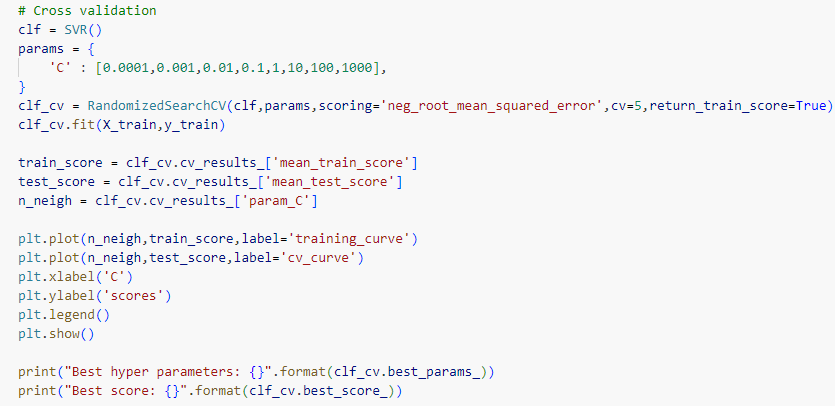 # Cross validation
clf = SVR()
params = {
    'C' : [0.0001,0.001,0.01,0.1,1,10,100,1000],
}
clf_cv = RandomizedSearchCV(clf,params,scoring='neg_root_mean_squared_error',cv=5,return_train_score=True)
clf_cv.fit(X_train,y_train)
train_score = clf_cv.cv_results_['mean_train_score']
test_score = clf_cv.cv_results_['mean_test_score']
n_neigh = clf_cv.cv_results_['param_C']
plt.plot(n_neigh,train_score,label='training_curve')
plt.plot(n_neigh,test_score,label='cv_curve')
plt.xlabel('C')
plt.ylabel('scores')
plt.legend()
plt.show()
print("Best hyper parameters: {}".format(clf_cv.best_params_))
print("Best score: {}".format(clf_cv.best_score_))